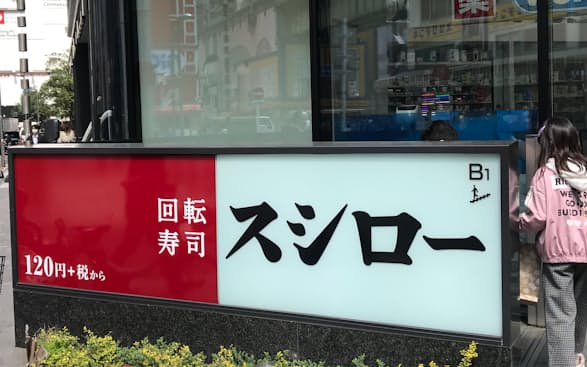 回転
寿司
120円+税から
スシロー
B1